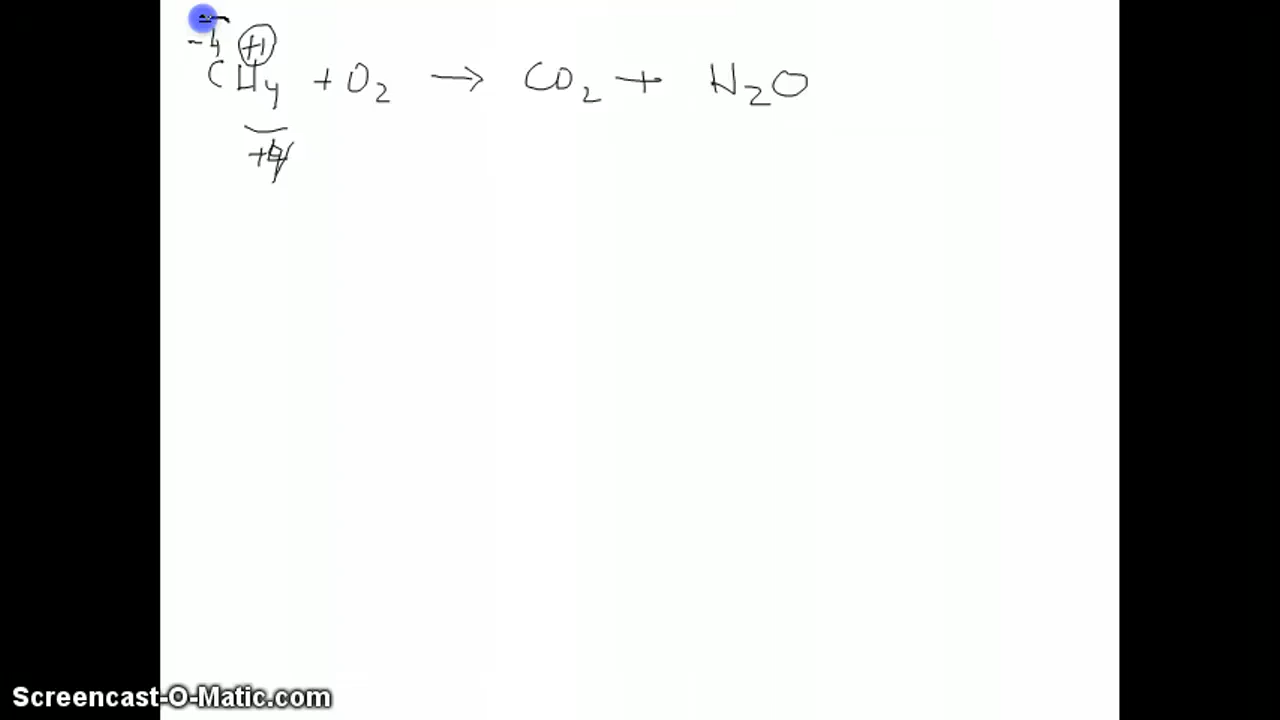 -4 +1
CH₄ + O₂ → CO₂ + H₂O
+4
Screencast-O-Matic.com